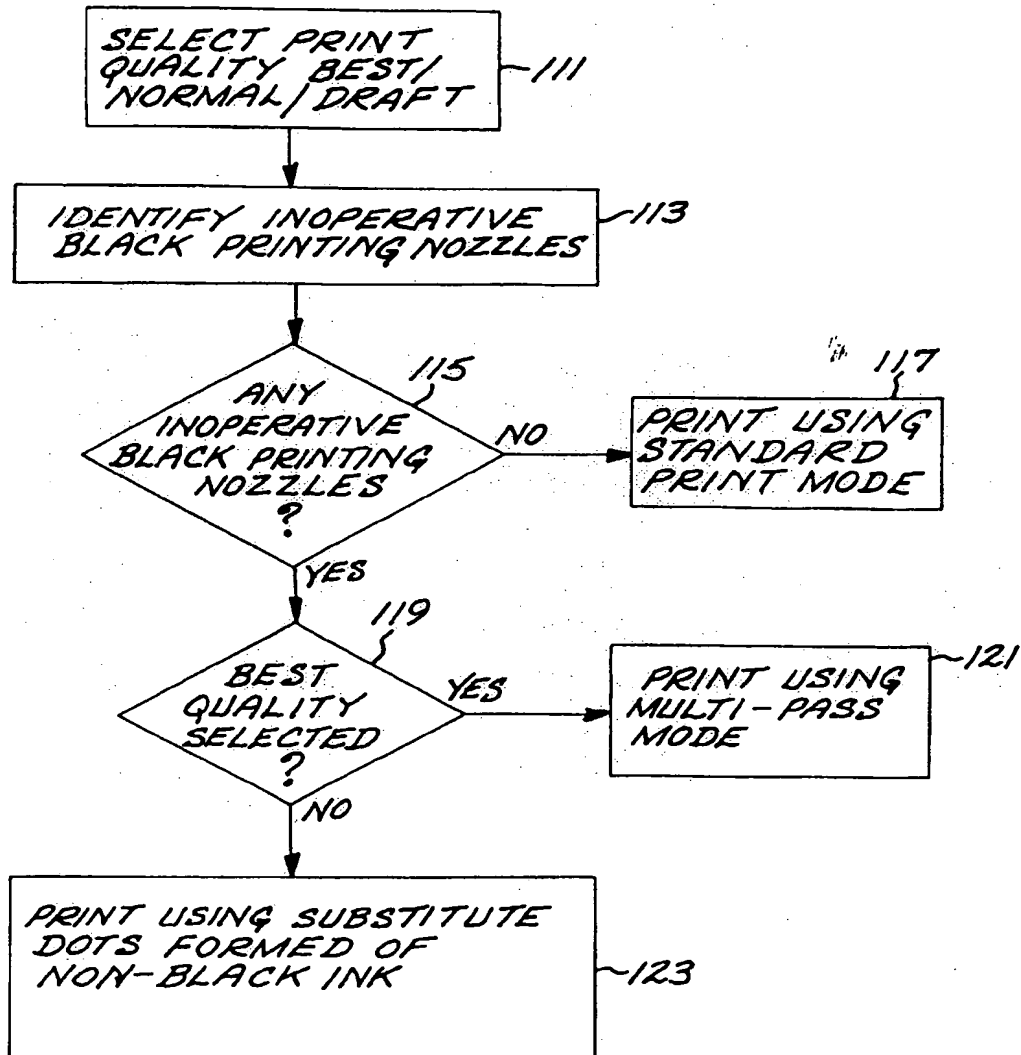 SELECT PRINT
QUALITY BEST/
NORMAL/DRAFT
111
IDENTIFY INOPERATIVE
BLACK PRINTING NOZZLES
113
115
ANY
INOPERATIVE
BLACK PRINTING
NOZZLES
?
NO
117
PRINT USING
STANDARD
PRINT MODE
YES
119
BEST
QUALITY
SELECTED
?
YES
121
PRINT USING
MULTI-PASS
MODE
NO
PRINT USING SUBSTITUTE
DOTS FORMED OF
NON-BLACK INK
123